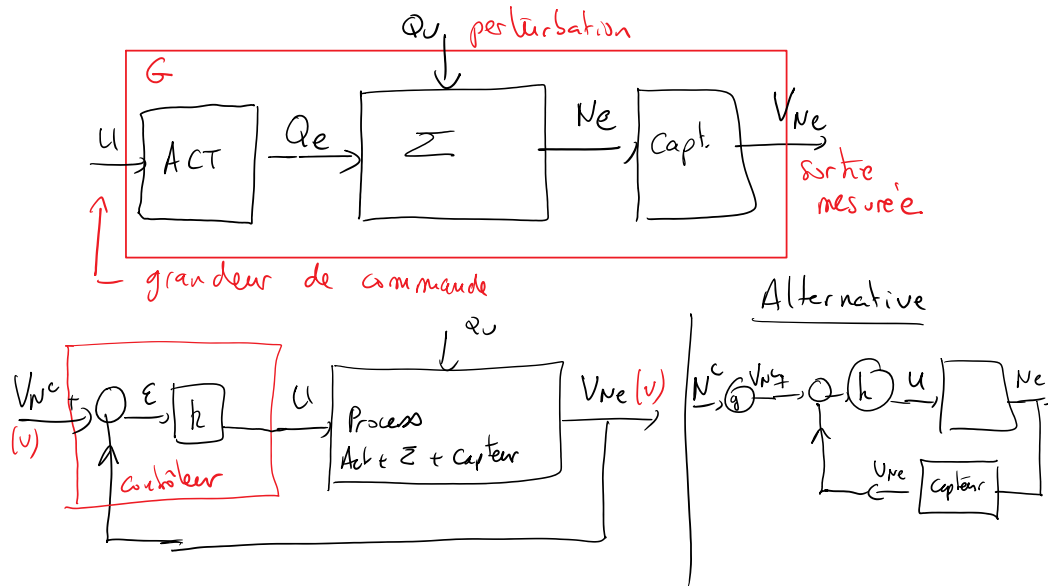 Qu perturbation
G
U
ACT
Qe
Σ
Ne
Capt.
VNe
sortie
mesurée
grandeur de commande
VNc
(v)
+
ε
k
contrôleur
U
Qu
Process
Act + Σ + Capteur
VNe (v)
Alternative
Nc
g
VNc
k
U
Ne
VNe
Capteur